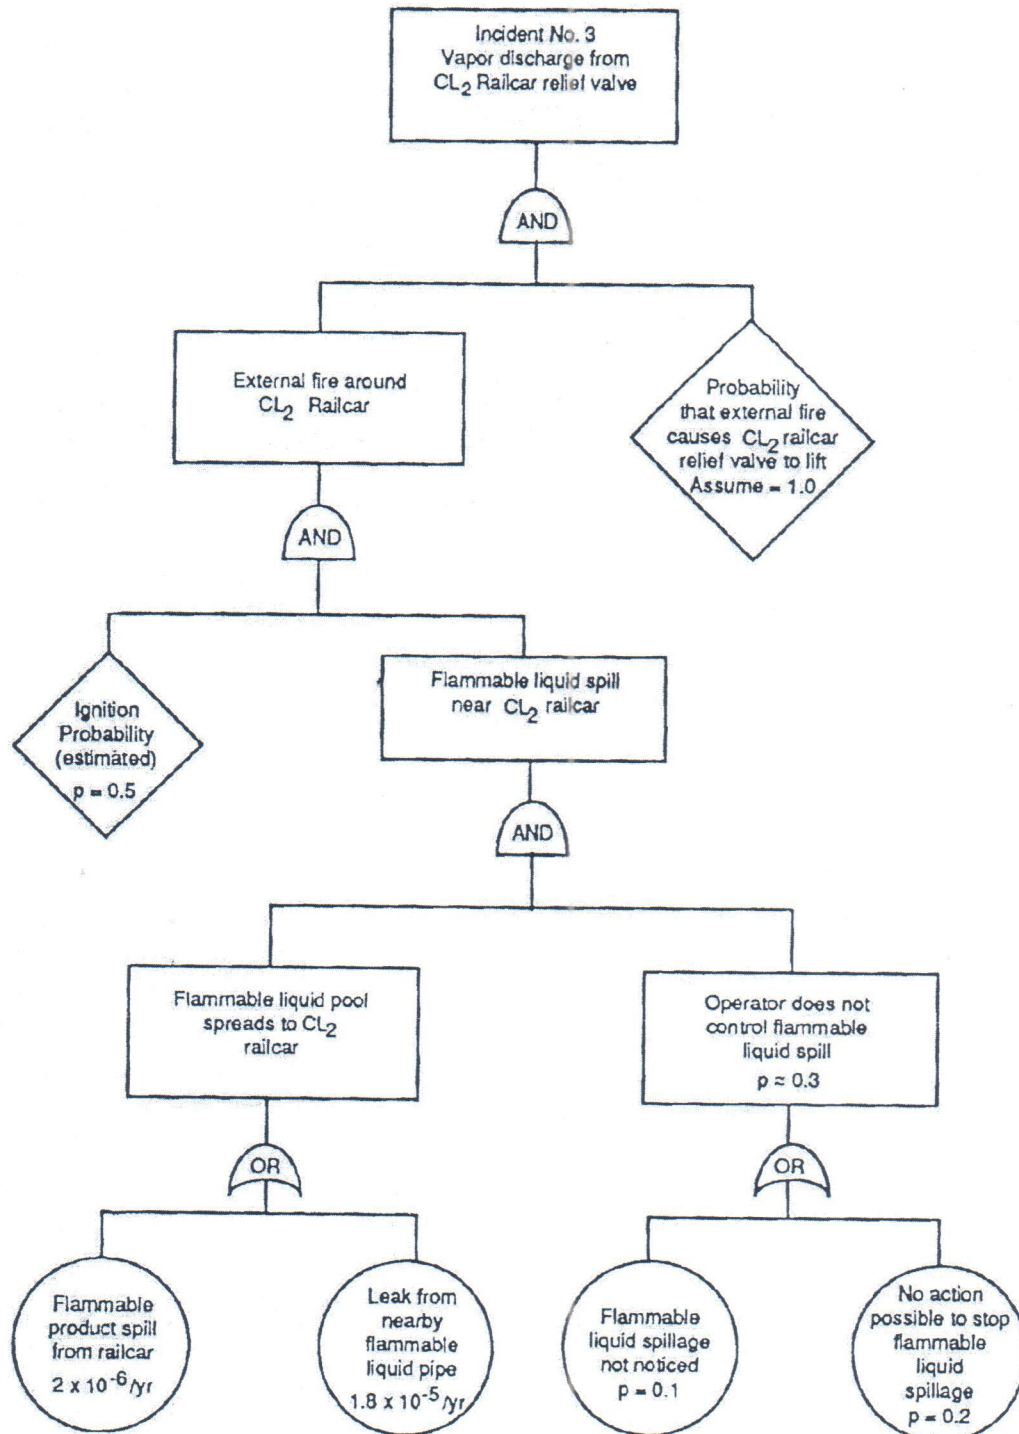 Incident No. 3
Vapor discharge from
CL2 Railcar relief valve
AND
External fire around
CL2 Railcar
Probability
that external fire
causes CL2 railcar
relief valve to lift
Assume = 1.0
AND
Ignition
Probability
(estimated)
p = 0.5
Flammable liquid spill
near CL2 railcar
AND
Flammable liquid pool
spreads to CL2
railcar
Operator does not
control flammable
liquid spill
p ≈ 0.3
OR
OR
Flammable
product spill
from railcar
2 x 10-6/yr
Leak from
nearby
flammable
liquid pipe
1.8 x 10-5/yr
Flammable
liquid spillage
not noticed
p = 0.1
No action
possible to stop
flammable
liquid
spillage
p = 0.2